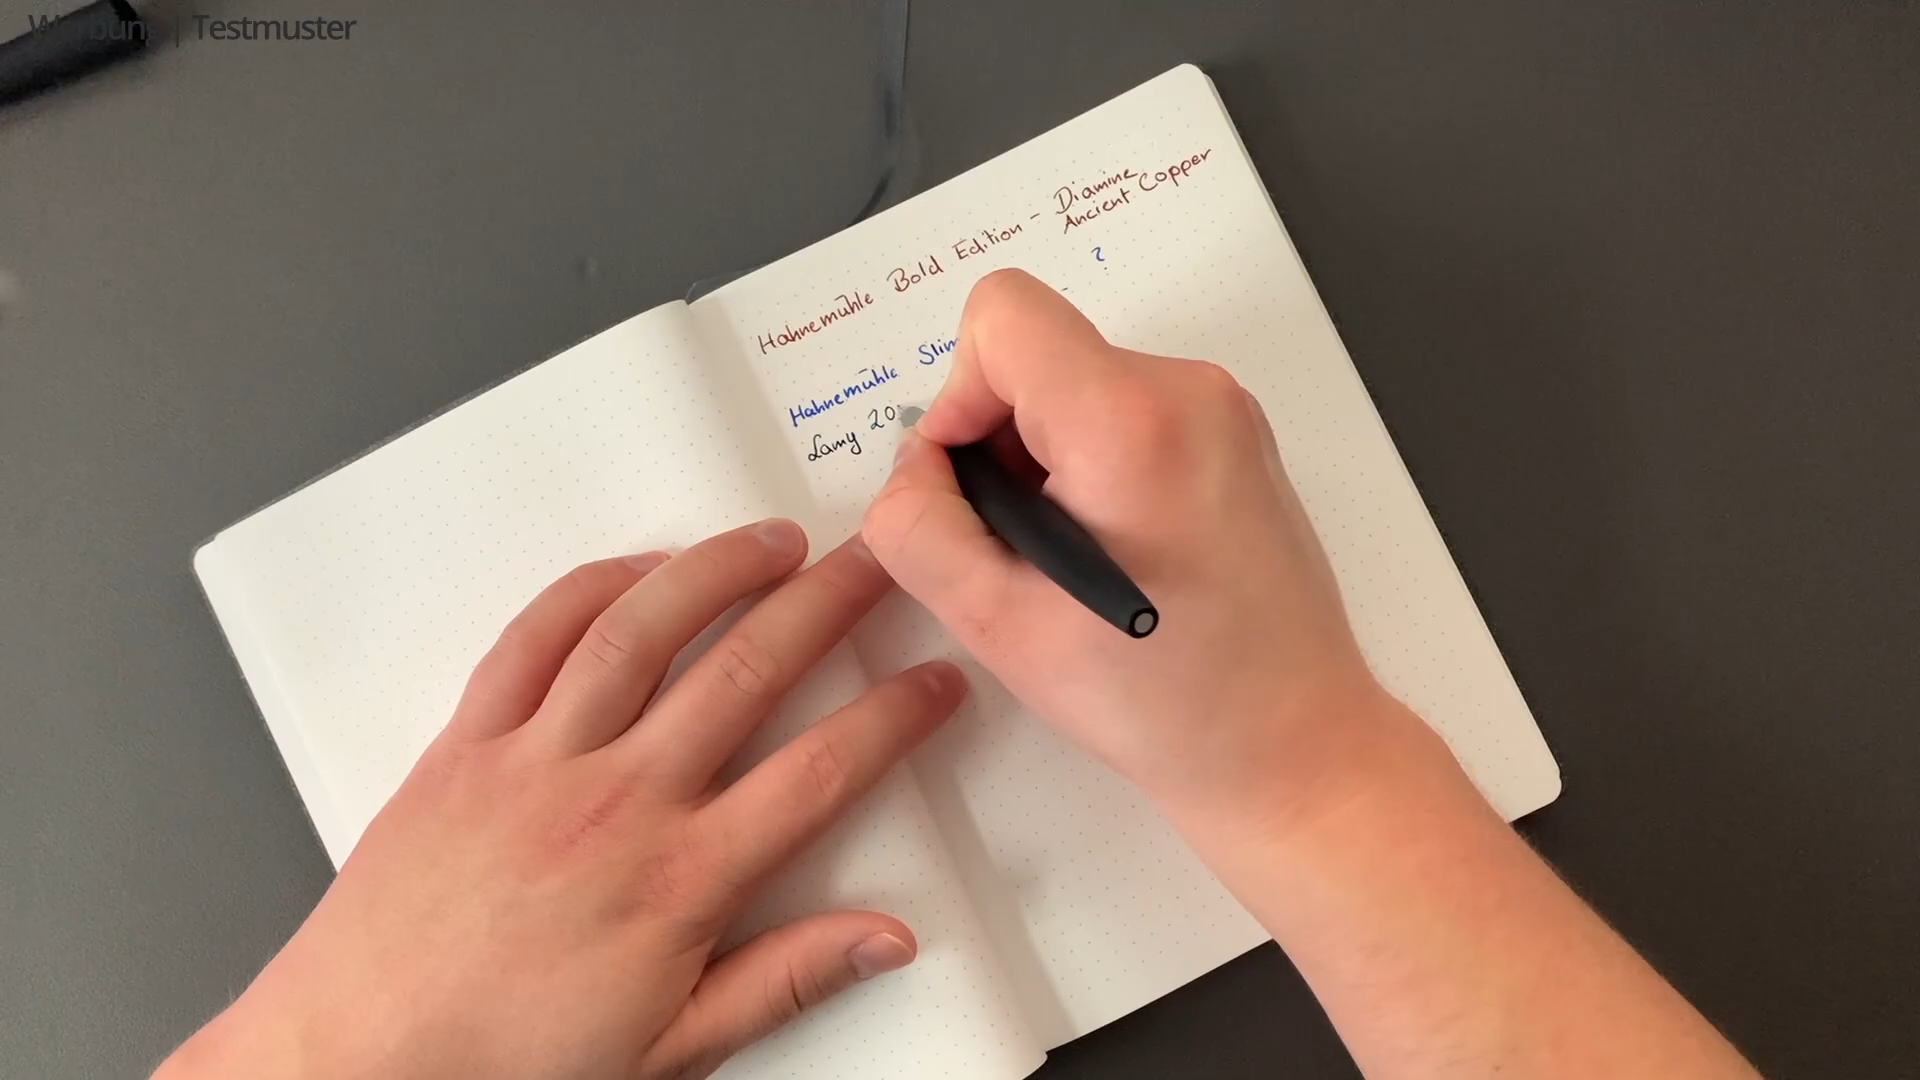 Werbung | Testmuster
Hahnemühle Bold Edition - Diamine
Ancient Copper
Hahnemühle Slim - ?
Lamy 20